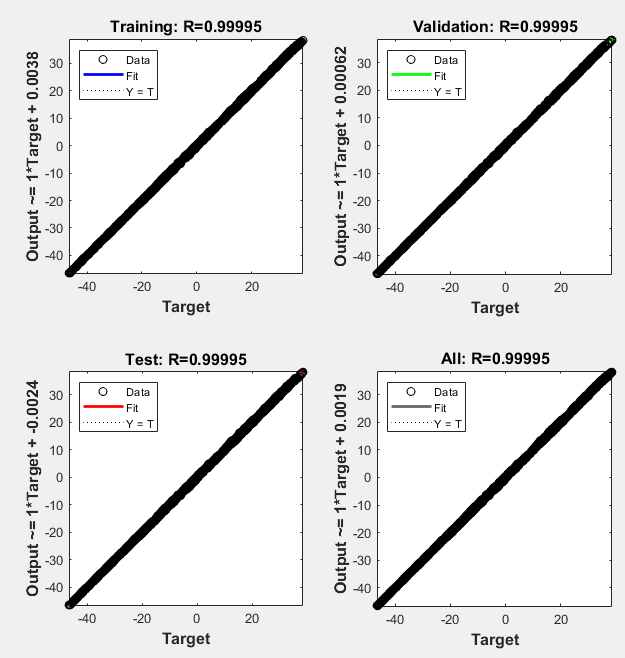 Training: R=0.99995
Output ~= 1*Target + 0.0038
30
20
10
0
-10
-20
-30
-40
Data
Fit
Y = T
-40
-20
0
20
Target
Validation: R=0.99995
Output ~= 1*Target + 0.00062
30
20
10
0
-10
-20
-30
-40
Data
Fit
Y = T
-40
-20
0
20
Target
Test: R=0.99995
Output ~= 1*Target + -0.0024
30
20
10
0
-10
-20
-30
-40
Data
Fit
Y = T
-40
-20
0
20
Target
All: R=0.99995
Output ~= 1*Target + 0.0019
30
20
10
0
-10
-20
-30
-40
Data
Fit
Y = T
-40
-20
0
20
Target